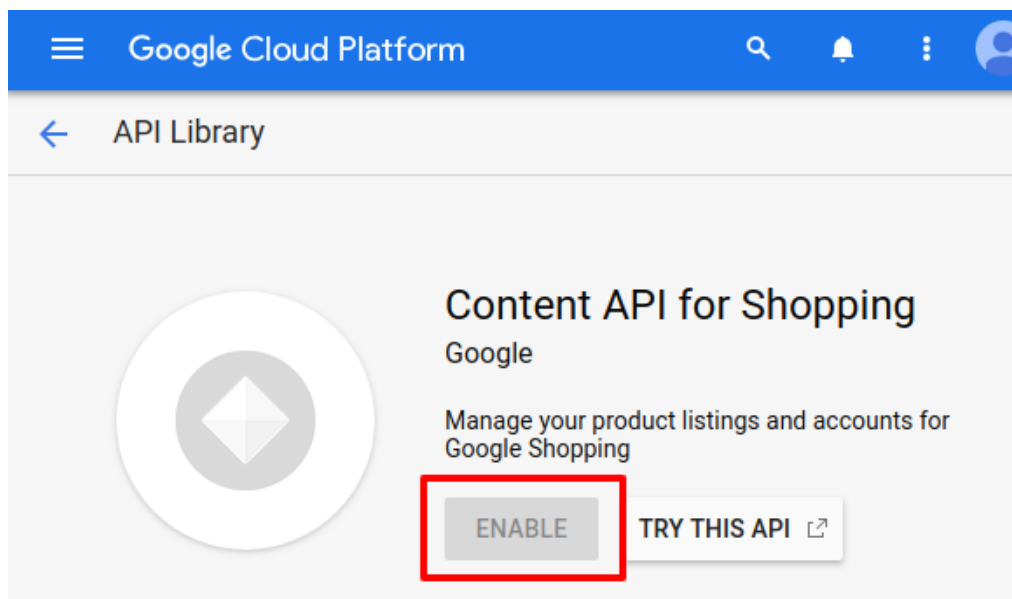 Google Cloud Platform
API Library
Content API for Shopping
Google
Manage your product listings and accounts for
Google Shopping
ENABLE TRY THIS API